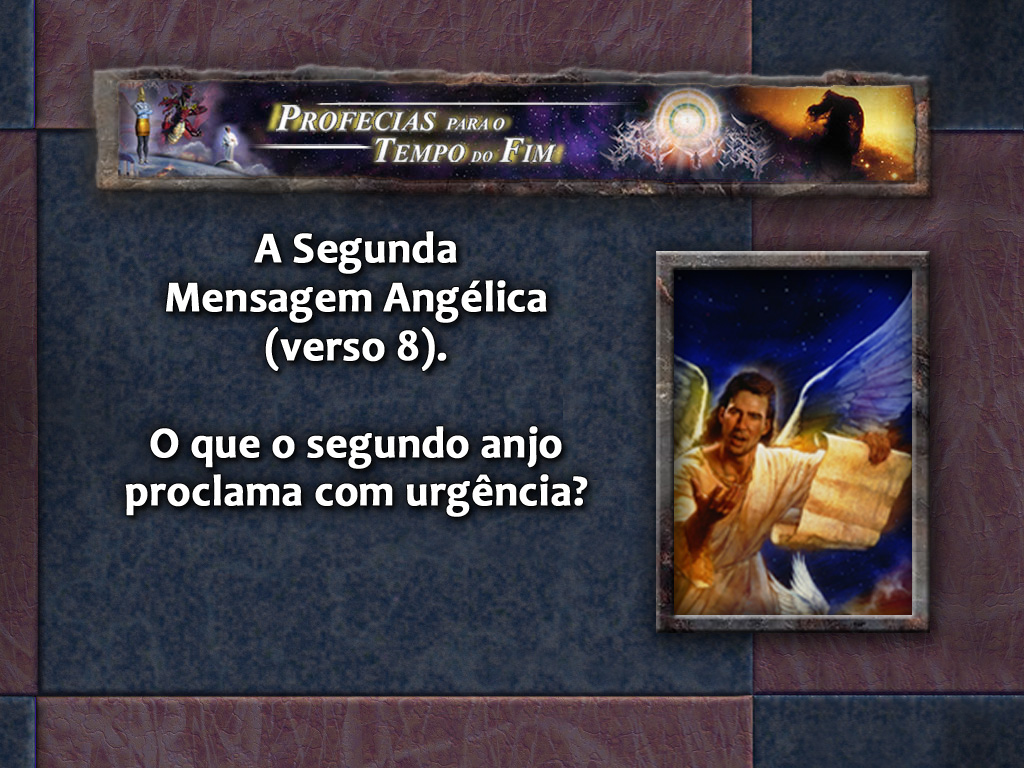 PROFECIAS PARA O
TEMPO DO FIM
A Segunda
Mensagem Angélica
(verso 8).
O que o segundo anjo
proclama com urgência?